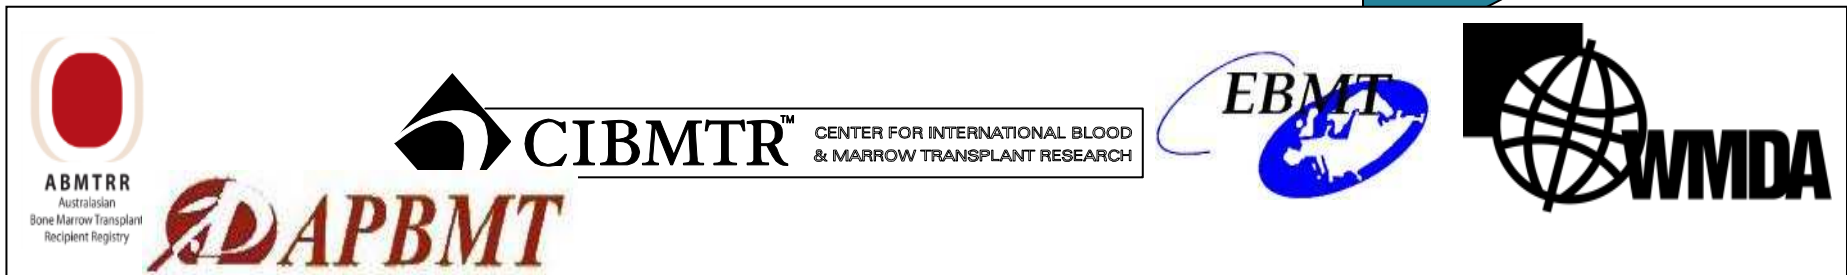 ABMTRR
Australasian
Bone Marrow Transplant
Recipient Registry
APBMT
CIBMTR™
CENTER FOR INTERNATIONAL BLOOD
& MARROW TRANSPLANT RESEARCH
EBMT
WMDA